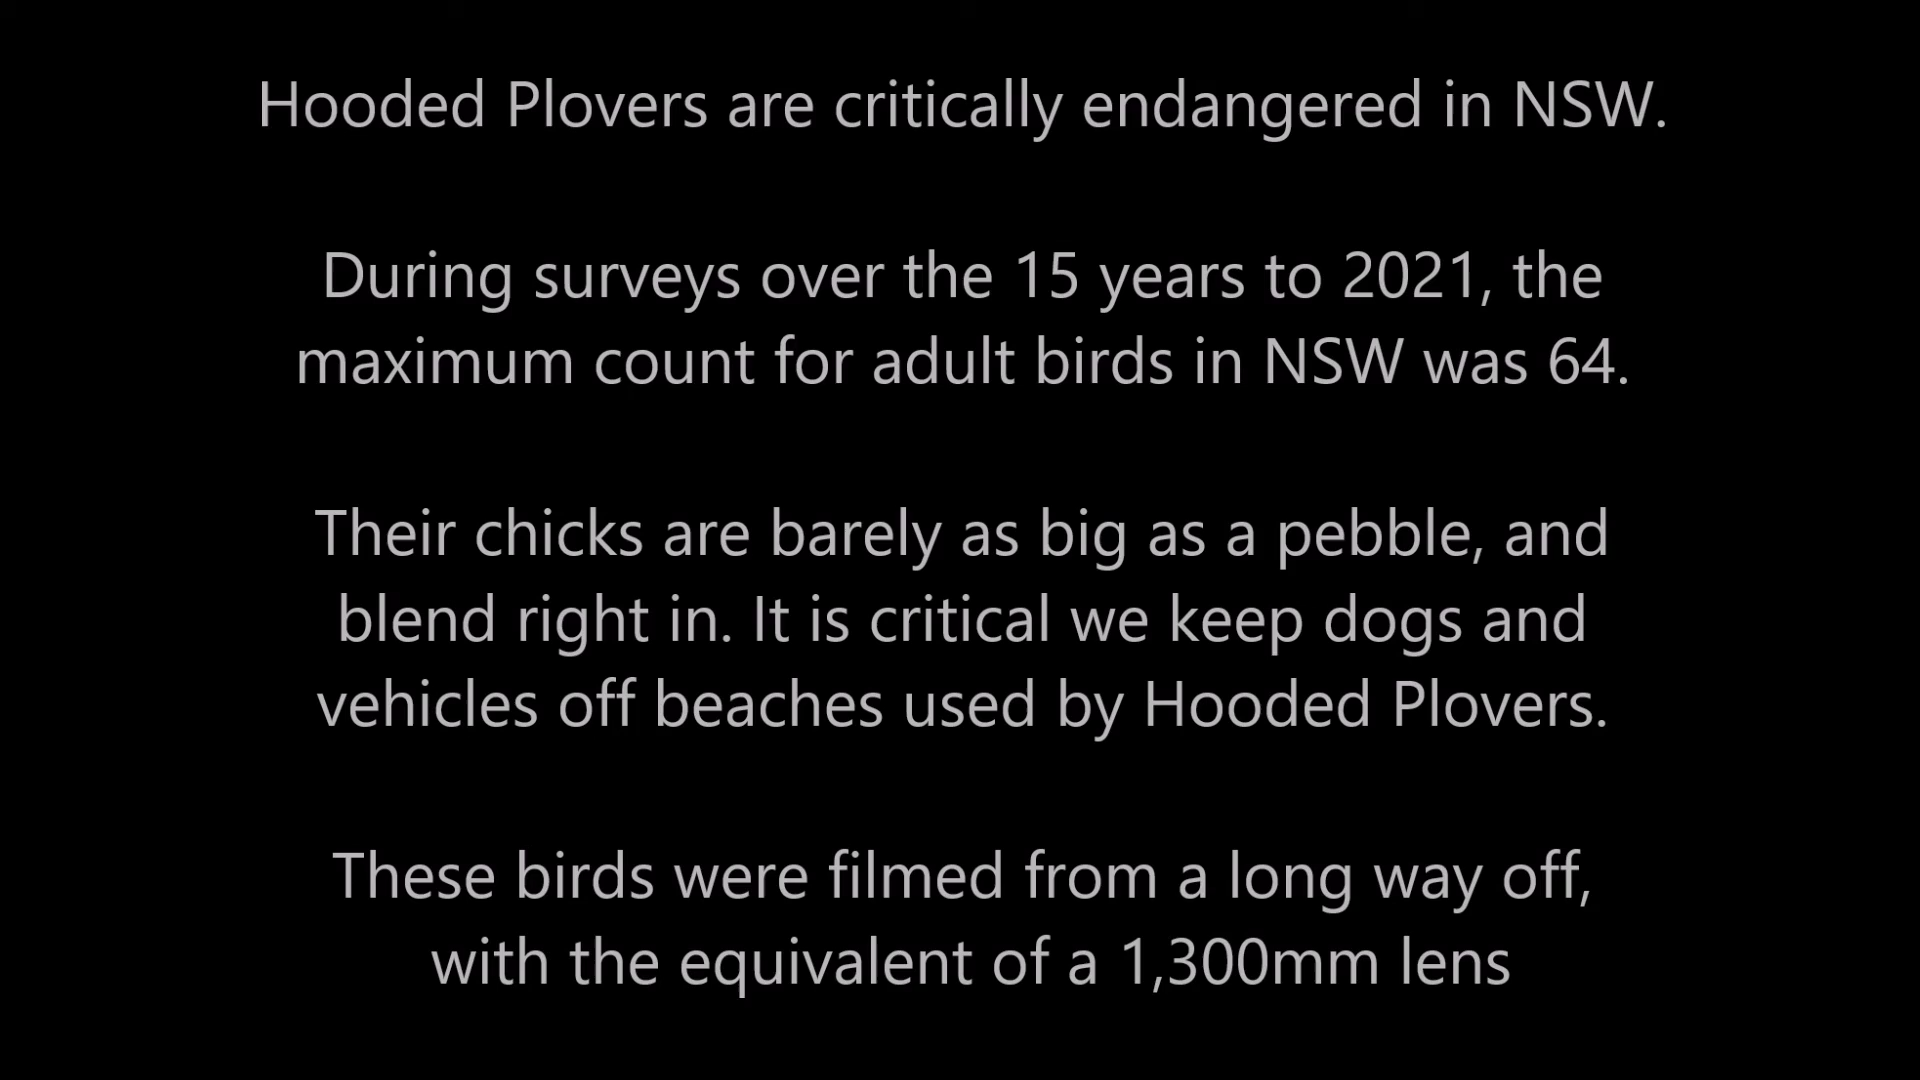 Hooded Plovers are critically endangered in NSW.
During surveys over the 15 years to 2021, the
maximum count for adult birds in NSW was 64.
Their chicks are barely as big as a pebble, and
blend right in. It is critical we keep dogs and
vehicles off beaches used by Hooded Plovers.
These birds were filmed from a long way off,
with the equivalent of a 1,300mm lens